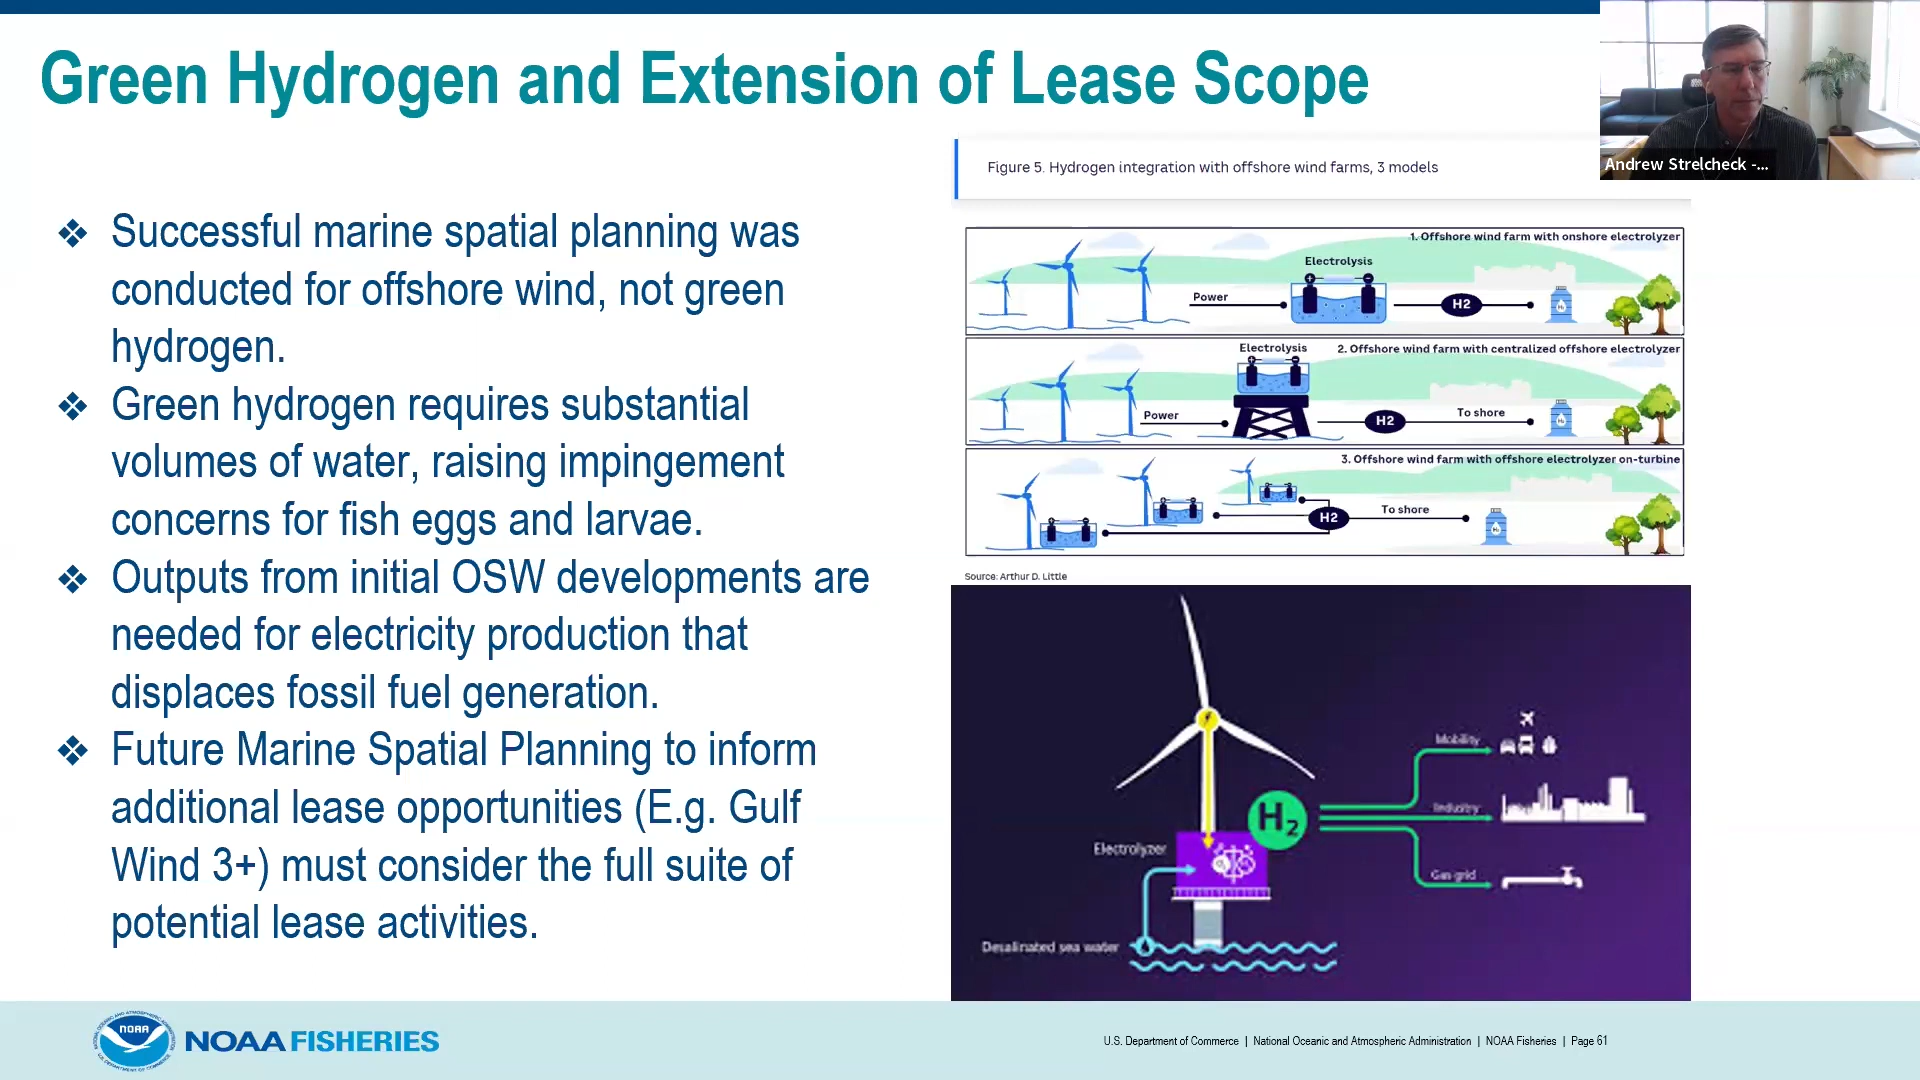 Green Hydrogen and Extension of Lease Scope
Andrew Strelcheck -...
Successful marine spatial planning was
conducted for offshore wind, not green
hydrogen.
Green hydrogen requires substantial
volumes of water, raising impingement
concerns for fish eggs and larvae.
Outputs from initial OSW developments are
needed for electricity production that
displaces fossil fuel generation.
Future Marine Spatial Planning to inform
additional lease opportunities (E.g. Gulf
Wind 3+) must consider the full suite of
potential lease activities.
Figure 5. Hydrogen integration with offshore wind farms, 3 models
1. Offshore wind farm with onshore electrolyzer
Electrolysis
Power
H2
2. Offshore wind farm with centralized offshore electrolyzer
Electrolysis
Power
H2
To shore
3. Offshore wind farm with offshore electrolyzer on-turbine
H2
To shore
Source: Arthur D. Little
Mobility
H2
Industry
Electrolyzer
Gas grid
Desalinated sea water
NOAA
NOAA FISHERIES
U.S. Department of Commerce | National Oceanic and Atmospheric Administration | NOAA Fisheries | Page 61